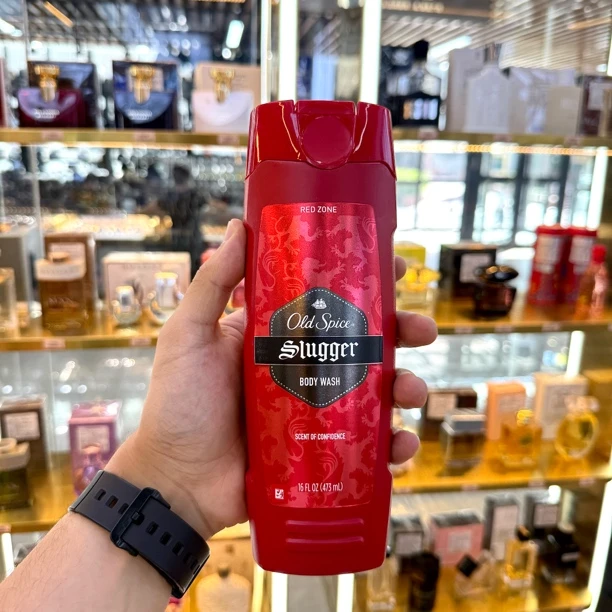 RED ZONE
Old Spice
Slugger
BODY WASH
SCENT OF CONFIDENCE
16 FL OZ (473 mL)